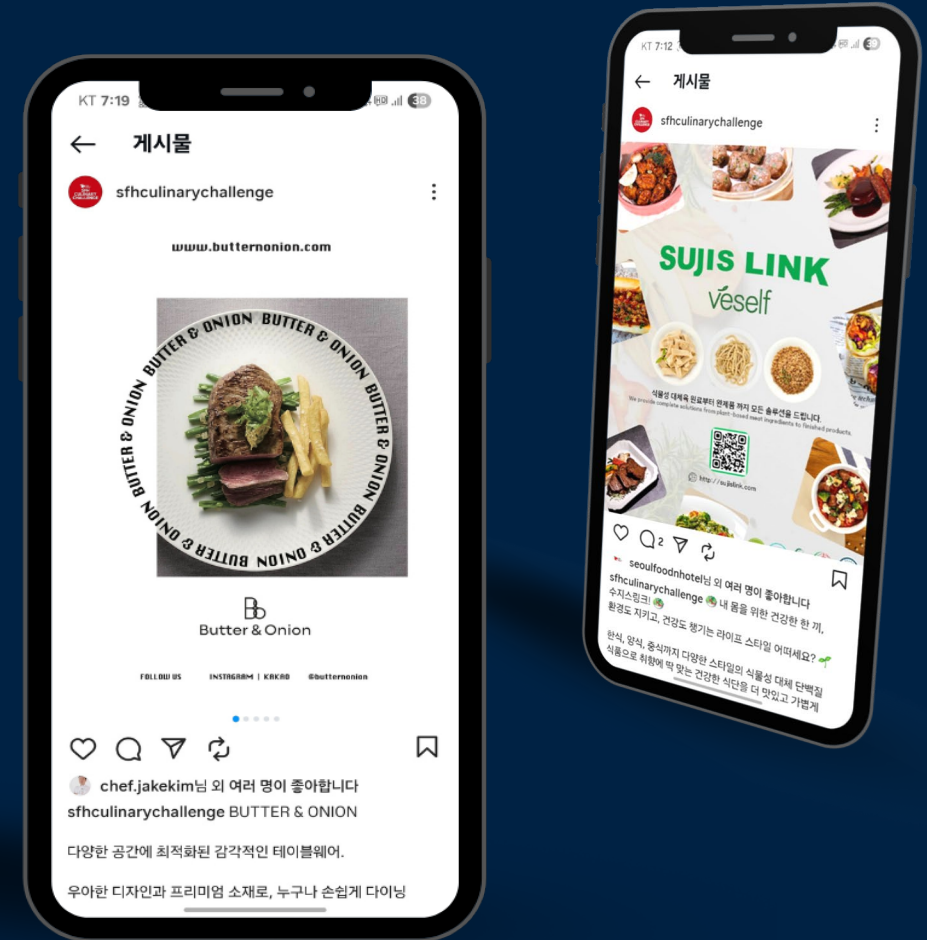 KT 7:19
38
게시물
sfhculinarychallenge
www.butternonion.com
BUTTER & ONION BUTTER & ONION BUTTER & ONION BUTTER & ONION BUTTER & ONION
Butter & Onion
FOLLOW US INSTAGRAM | KAKAO @butternonion
chef.jakekim님 외 여러 명이 좋아합니다
sfhculinarychallenge BUTTER & ONION
다양한 공간에 최적화된 감각적인 테이블웨어.
우아한 디자인과 프리미엄 소재로, 누구나 손쉽게 다이닝
KT 7:12
39
게시물
sfhculinarychallenge
SUJIS LINK
veself
식물성 대체육 원료부터 완제품 까지 모든 솔루션을 드립니다.
We provide complete solutions from plant-based meat ingredients to finished products.
http://sujislink.com
2
seoulfoodnhotel님 외 여러 명이 좋아합니다
sfhculinarychallenge 내 몸을 위한 건강한 한 끼,
수지스링크!
환경도 지키고, 건강도 챙기는 라이프 스타일 어떠세요?
한식, 양식, 중식까지 다양한 스타일의 식물성 대체 단백질
식품으로 취향에 딱 맞는 건강한 식단을 더 맛있고 가볍게